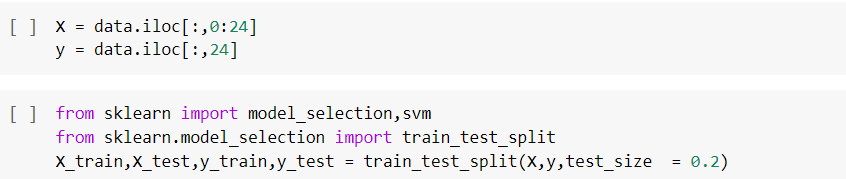 [ ] X = data.iloc[:,0:24]
y = data.iloc[:,24]
[ ] from sklearn import model_selection,svm
from sklearn.model_selection import train_test_split
X_train,X_test,y_train,y_test = train_test_split(X,y,test_size  = 0.2)